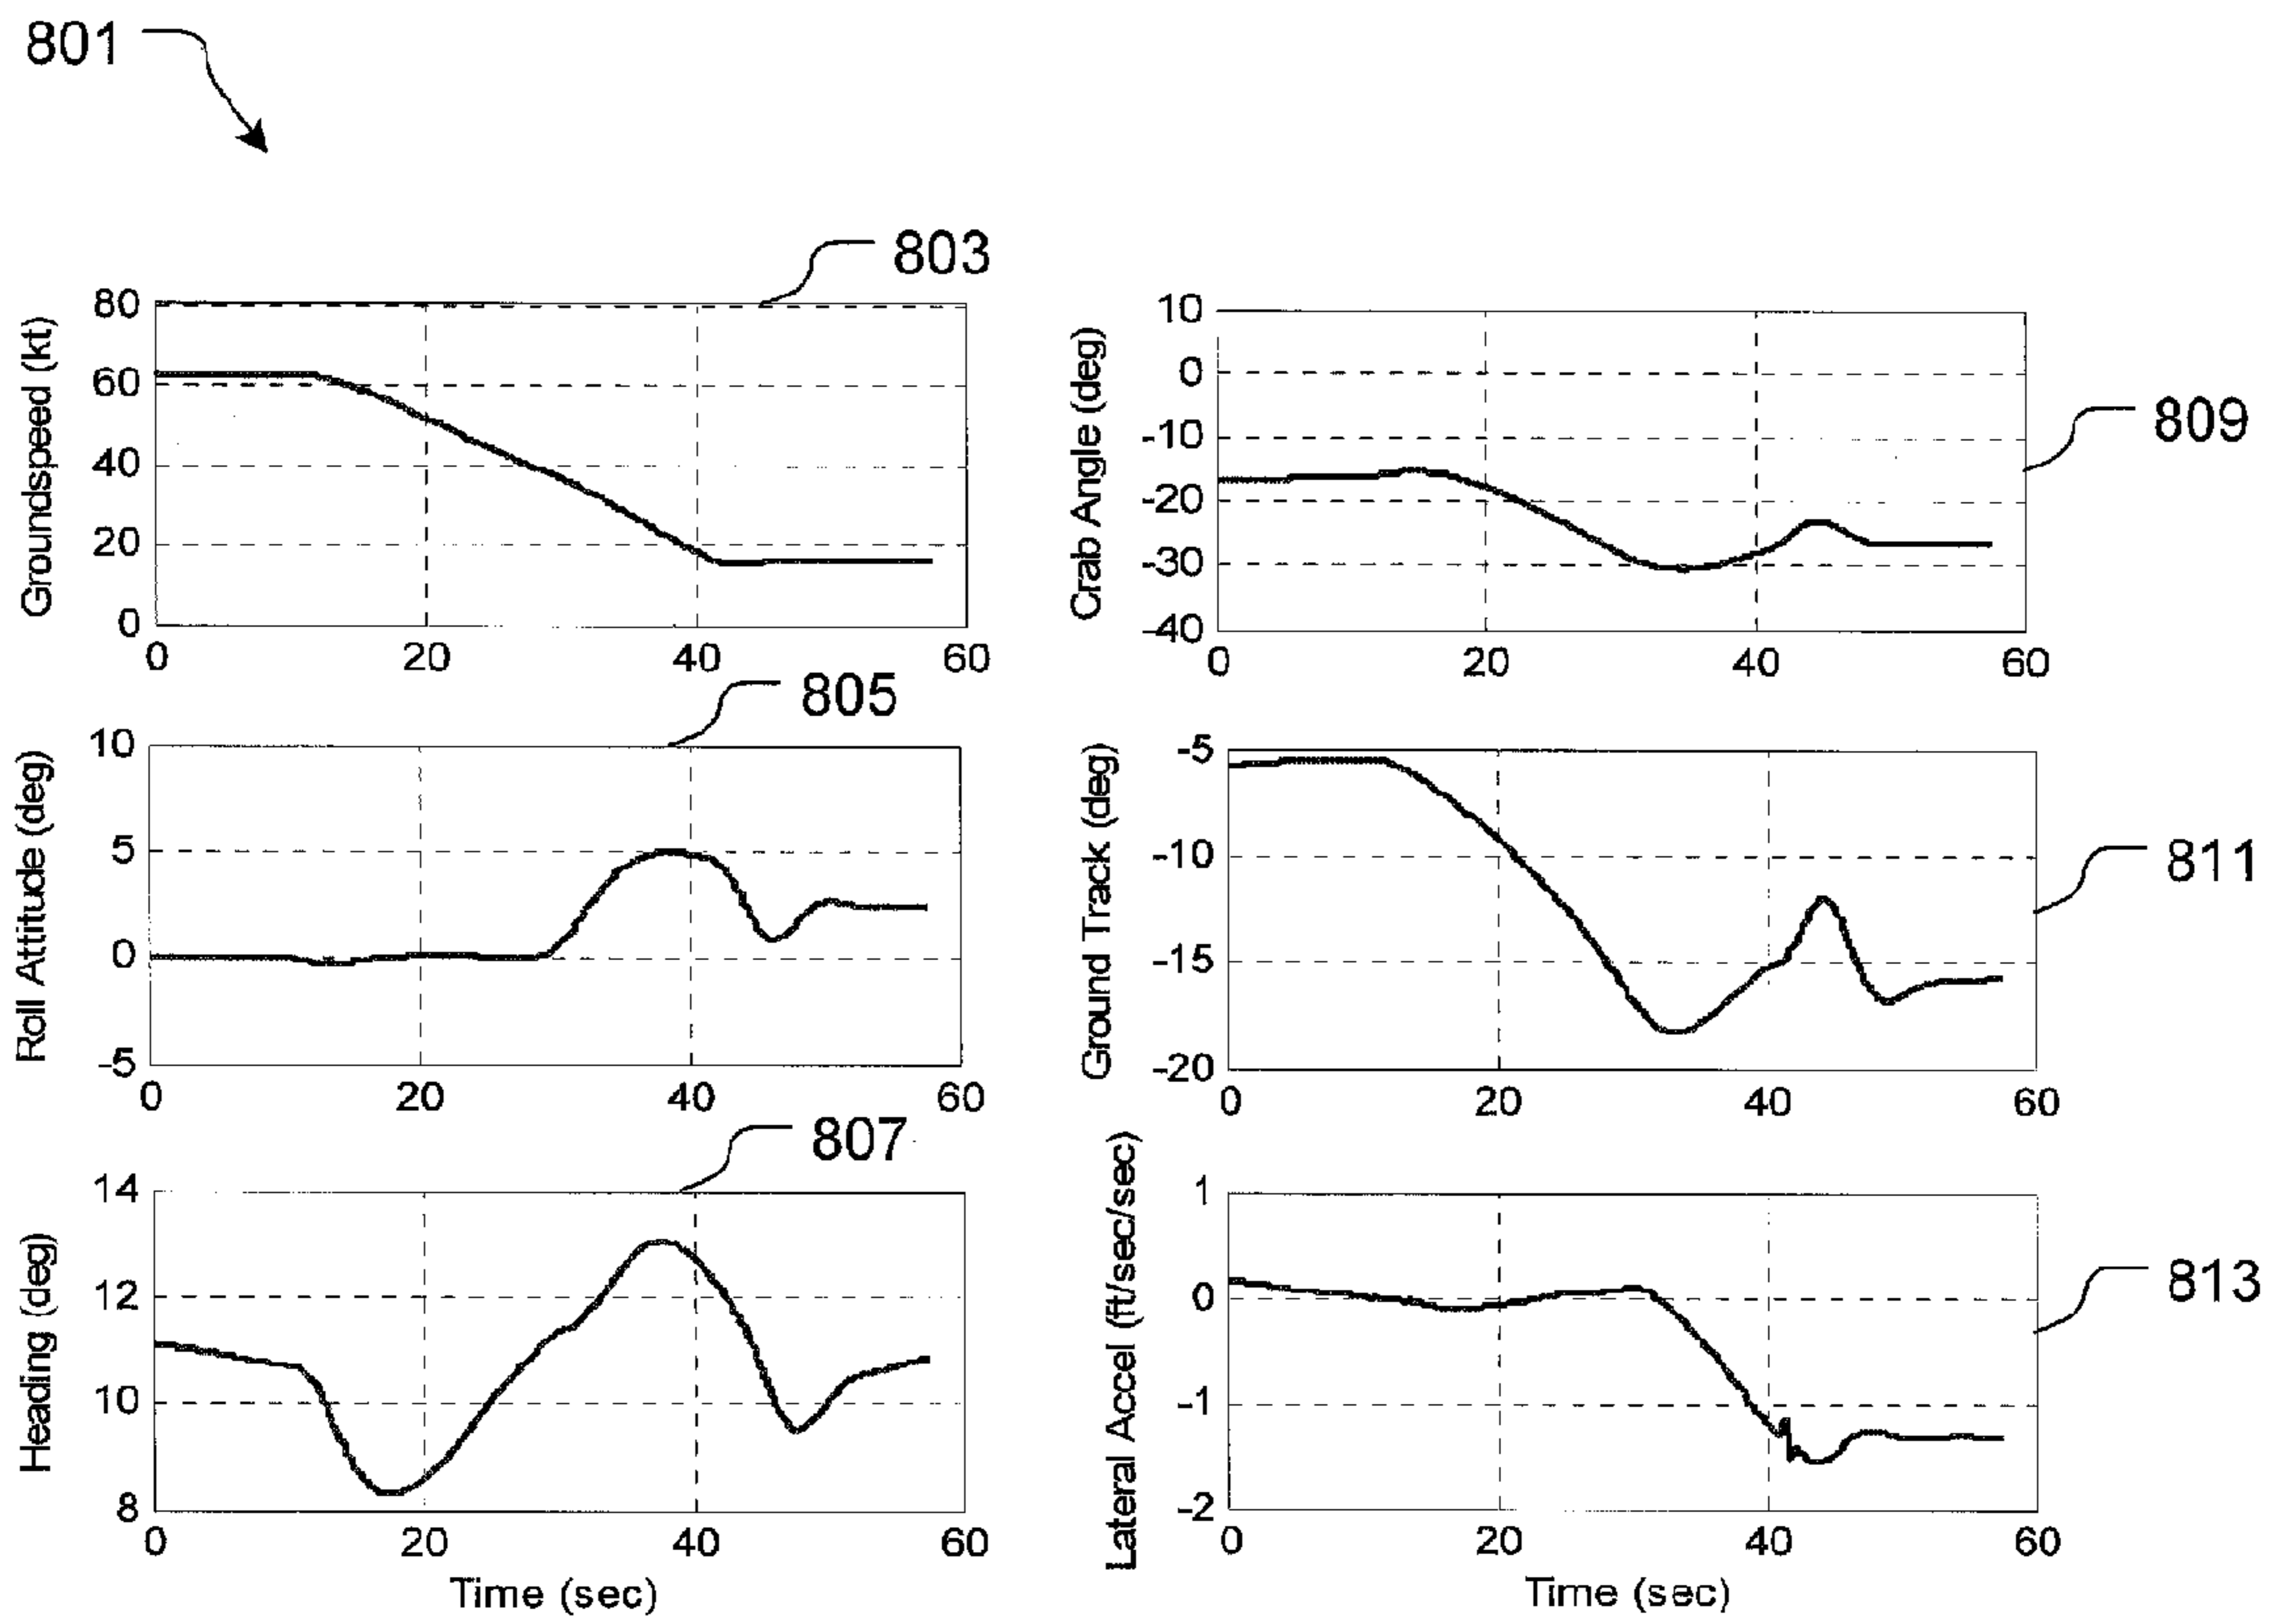 801
803
80
60
40
20
0
Groundspeed (kt)
0 20 40 60
805
10
5
0
-5
Roll Attitude (deg)
0 20 40 60
807
14
12
10
8
Heading (deg)
0 20 40 60
Time (sec)
10
0
-10
-20
-30
-40
Crab Angle (deg)
0 20 40 60
809
-5
-10
-15
-20
Ground Track (deg)
0 20 40 60
811
1
0
-1
-2
Lateral Accel (ft/sec/sec)
0 20 40 60
813
Time (sec)